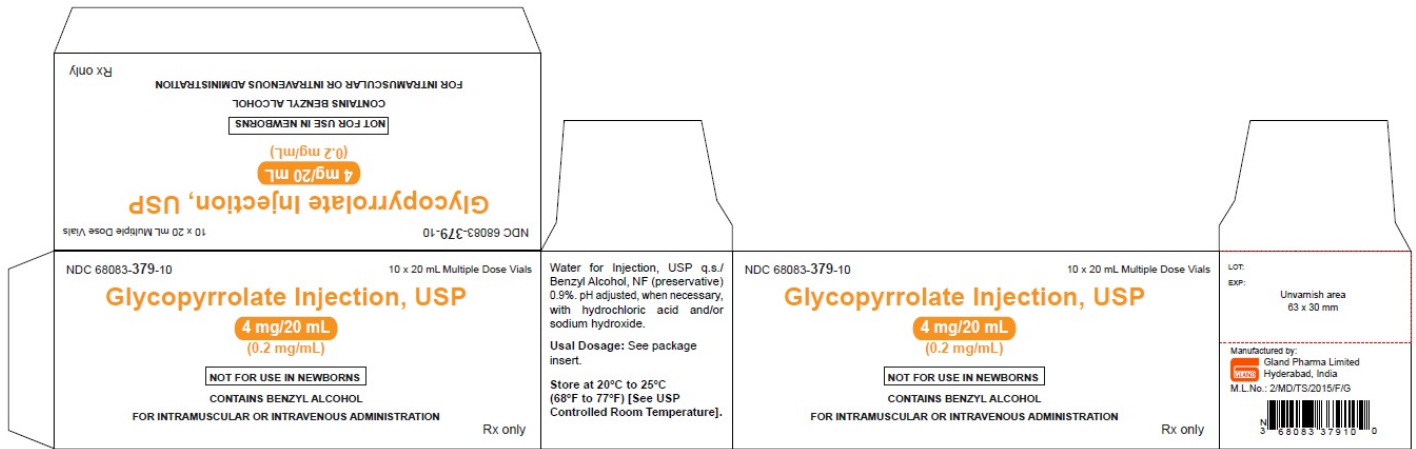 Rx only
FOR INTRAMUSCULAR OR INTRAVENOUS ADMINISTRATION
CONTAINS BENZYL ALCOHOL
NOT FOR USE IN NEWBORNS
(0.2 mg/mL)
4 mg/20 mL
Glycopyrrolate Injection, USP
NDC 68083-379-10
10 x 20 mL Multiple Dose Vials
NDC 68083-379-10
10 x 20 mL Multiple Dose Vials
Glycopyrrolate Injection, USP
4 mg/20 mL
(0.2 mg/mL)
NOT FOR USE IN NEWBORNS
CONTAINS BENZYL ALCOHOL
FOR INTRAMUSCULAR OR INTRAVENOUS ADMINISTRATION
Rx only
Water for Injection, USP q.s./
Benzyl Alcohol, NF (preservative)
0.9%. pH adjusted, when necessary,
with hydrochloric acid and/or
sodium hydroxide.
Usal Dosage: See package
insert.
Store at 20°C to 25°C
(68°F to 77°F) [See USP
Controlled Room Temperature].
NDC 68083-379-10
10 x 20 mL Multiple Dose Vials
Glycopyrrolate Injection, USP
4 mg/20 mL
(0.2 mg/mL)
NOT FOR USE IN NEWBORNS
CONTAINS BENZYL ALCOHOL
FOR INTRAMUSCULAR OR INTRAVENOUS ADMINISTRATION
Rx only
LOT:
EXP:
Unvarnish area
63 x 30 mm
Manufactured by:
GLAND
Gland Pharma Limited
Hyderabad, India
M.L.No.: 2/MD/TS/2015/F/G
N
3 68083 37910 0